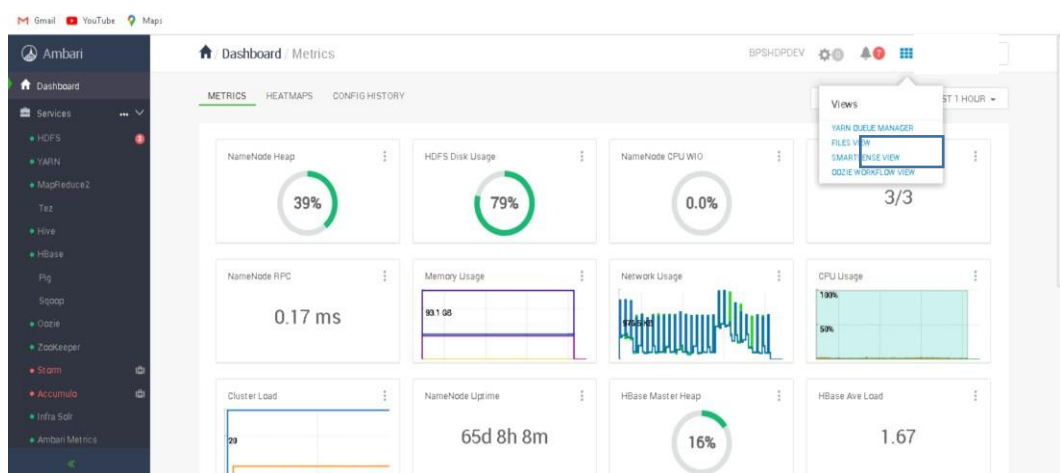 Gmail YouTube Maps
Ambari
Dashboard / Metrics
BPSHDPDEV
0
7
Dashboard
Services
HDFS
3
YARN
MapReduce2
Tez
Hive
HBase
Pig
Sqoop
Oozie
ZooKeeper
Storm
Accumulo
Infra Solr
Ambari Metrics
METRICS HEATMAPS CONFIG HISTORY
ST 1 HOUR
Views
YARN QUEUE MANAGER
FILES VIEW
SMARTSENSE VIEW
OOZIE WORKFLOW VIEW
NameNode Heap
39%
HDFS Disk Usage
79%
NameNode CPU WIO
0.0%
3/3
NameNode RPC
0.17 ms
Memory Usage
93.1 GB
Network Usage
CPU Usage
100%
50%
Cluster Load
20
NameNode Uptime
65d 8h 8m
HBase Master Heap
16%
HBase Ave Load
1.67